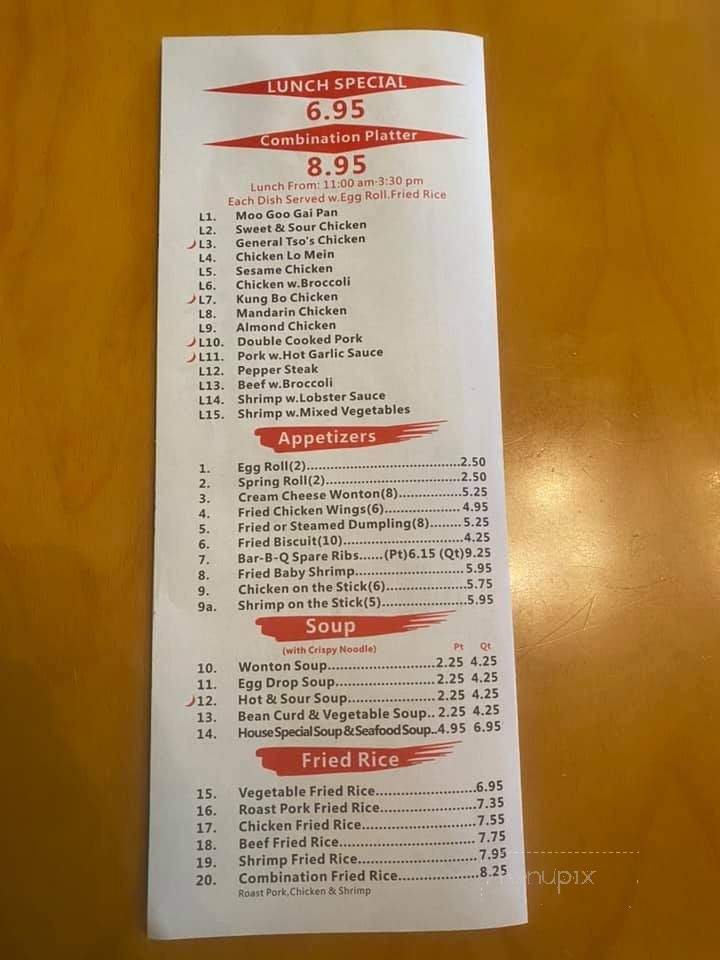 LUNCH SPECIAL
6.95
Combination Platter
8.95
Lunch From: 11:00 am-3:30 pm
Each Dish Served w.Egg Roll.Fried Rice
L1. Moo Goo Gai Pan
L2. Sweet & Sour Chicken
L3. General Tso's Chicken
L4. Chicken Lo Mein
L5. Sesame Chicken
L6. Chicken w.Broccoli
L7. Kung Bo Chicken
L8. Mandarin Chicken
L9. Almond Chicken
L10. Double Cooked Pork
L11. Pork w.Hot Garlic Sauce
L12. Pepper Steak
L13. Beef w.Broccoli
L14. Shrimp w.Lobster Sauce
L15. Shrimp w.Mixed Vegetables
Appetizers
1. Egg Roll(2)..........2.50
2. Spring Roll(2)..........2.50
3. Cream Cheese Wonton(8)..........5.25
4. Fried Chicken Wings(6)..........4.95
5. Fried or Steamed Dumpling(8)..........5.25
6. Fried Biscuit(10)..........4.25
7. Bar-B-Q Spare Ribs......(Pt)6.15 (Qt)9.25
8. Fried Baby Shrimp..........5.95
9. Chicken on the Stick(6)..........5.75
9a. Shrimp on the Stick(5)..........5.95
Soup
(with Crispy Noodle) Pt Qt
10. Wonton Soup..........2.25 4.25
11. Egg Drop Soup..........2.25 4.25
12. Hot & Sour Soup..........2.25 4.25
13. Bean Curd & Vegetable Soup..2.25 4.25
14. House Special Soup & Seafood Soup..4.95 6.95
Fried Rice
15. Vegetable Fried Rice..........6.95
16. Roast Pork Fried Rice..........7.35
17. Chicken Fried Rice..........7.55
18. Beef Fried Rice..........7.75
19. Shrimp Fried Rice..........7.95
20. Combination Fried Rice..........8.25
Roast Pork,Chicken & Shrimp
menupix